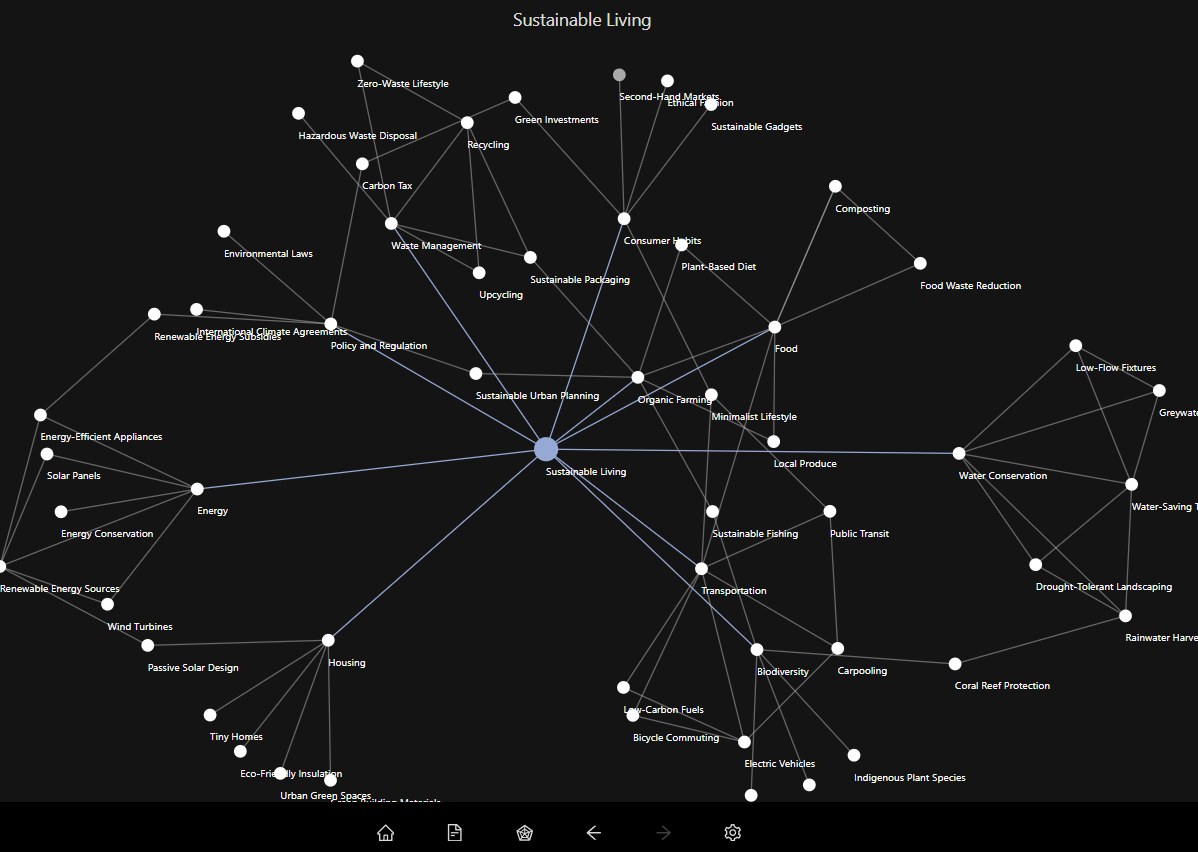 Sustainable Living
Zero-Waste Lifestyle
Second-Hand Markets
Ethical Fashion
Green Investments
Sustainable Gadgets
Hazardous Waste Disposal
Recycling
Carbon Tax
Composting
Consumer Habits
Waste Management
Environmental Laws
Plant-Based Diet
Sustainable Packaging
Food Waste Reduction
Upcycling
International Climate Agreements
Renewable Energy Subsidies
Policy and Regulation
Food
Low-Flow Fixtures
Sustainable Urban Planning
Organic Farming
Greywate
Minimalist Lifestyle
Energy-Efficient Appliances
Local Produce
Sustainable Living
Solar Panels
Water Conservation
Energy
Water-Saving T
Energy Conservation
Sustainable Fishing
Public Transit
Renewable Energy Sources
Transportation
Drought-Tolerant Landscaping
Wind Turbines
Rainwater Harve
Housing
Passive Solar Design
Biodiversity
Carpooling
Coral Reef Protection
Low-Carbon Fuels
Tiny Homes
Bicycle Commuting
Electric Vehicles
Eco-Friendly Insulation
Indigenous Plant Species
Urban Green Spaces
Green Building Materials